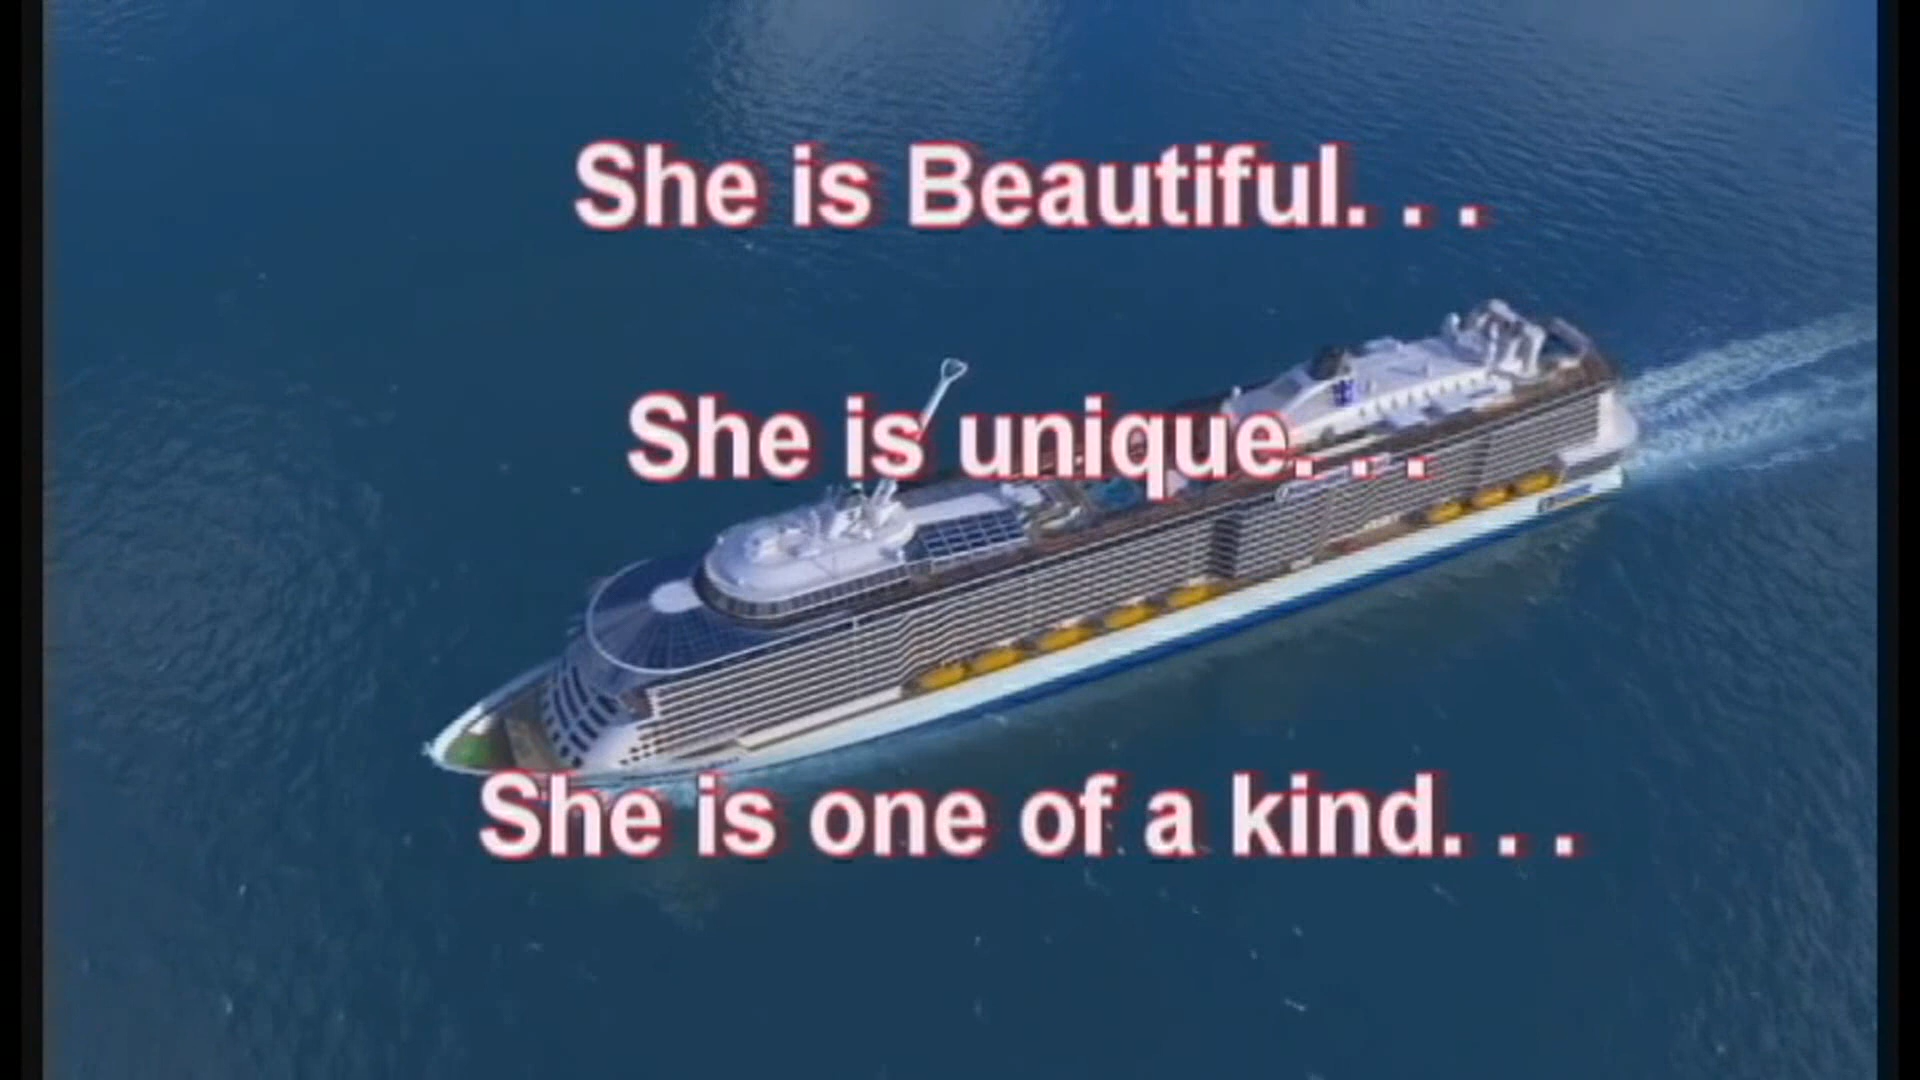 She is Beautiful. . .
She is unique. . .
She is one of a kind. . .